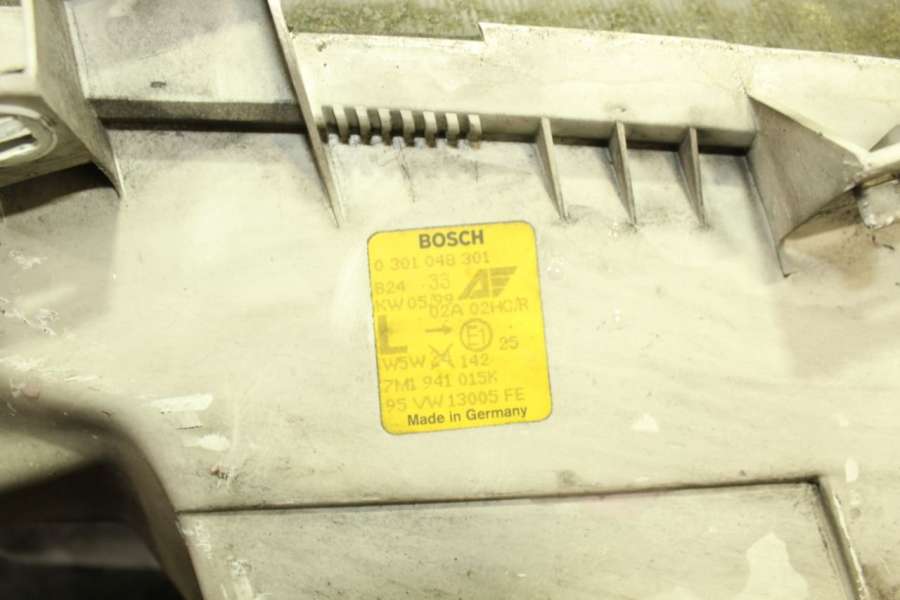 BOSCH
0 301 048 301
824 33
KW 05/99
02A 02HC/R
L → E1 25
W5W 142
7M1 941 015K
95 VW 13005 FE
Made in Germany